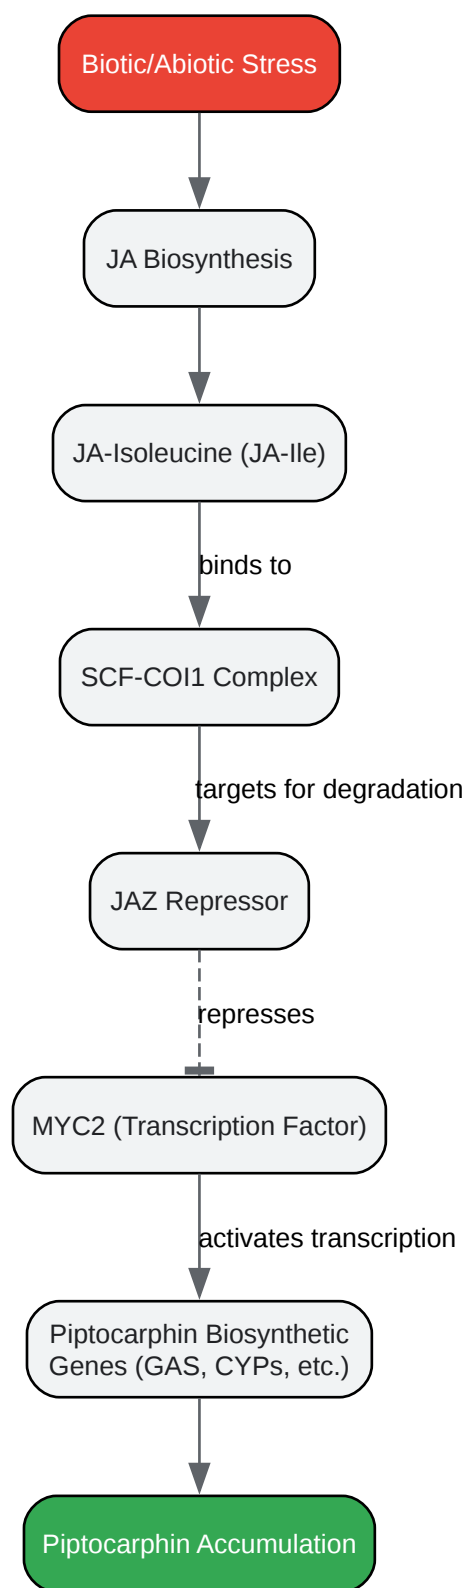 Biotic/Abiotic Stress
JA Biosynthesis
JA-Isoleucine (JA-Ile)
binds to
SCF-COI1 Complex
targets for degradation
JAZ Repressor
represses
MYC2 (Transcription Factor)
activates transcription
Piptocarphin Biosynthetic
Genes (GAS, CYPs, etc.)
Piptocarphin Accumulation